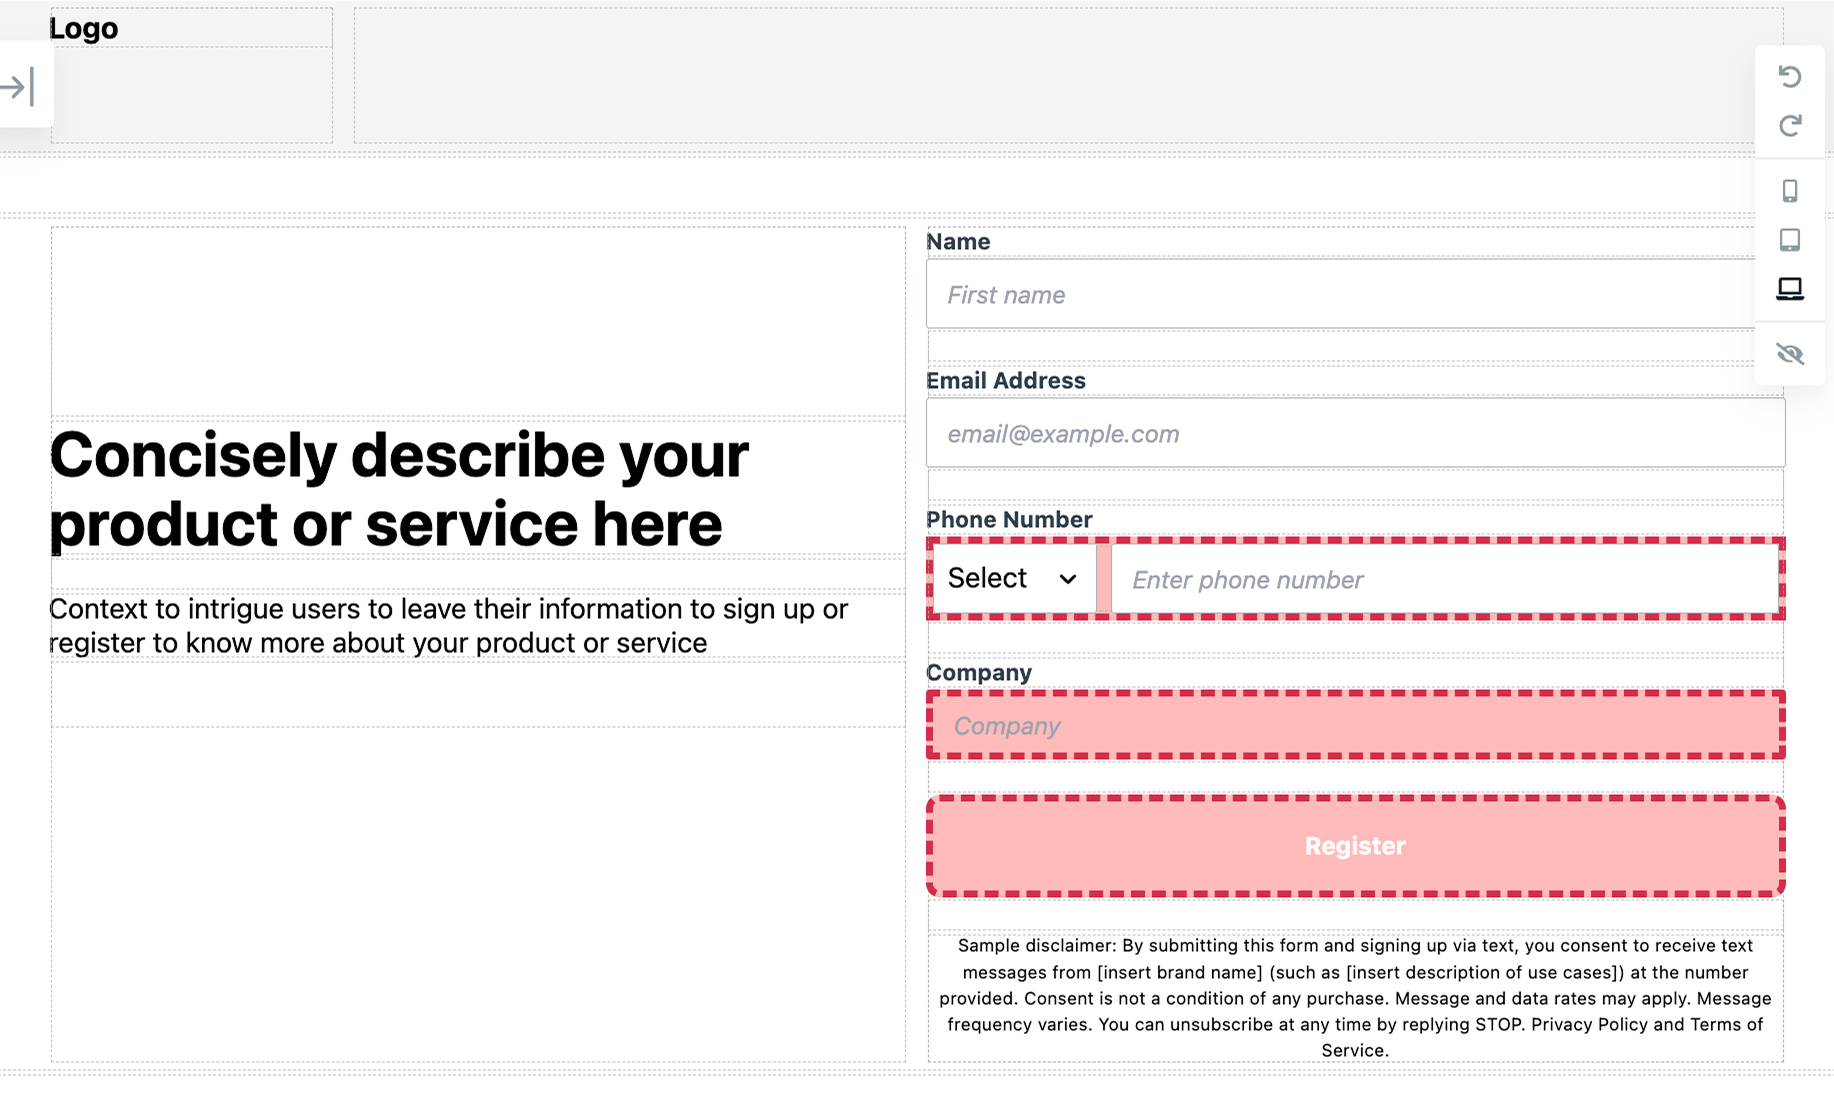 Logo
Concisely describe your
product or service here
Context to intrigue users to leave their information to sign up or
register to know more about your product or service
Name
First name
Email Address
email@example.com
Phone Number
Select
Enter phone number
Company
Company
Register
Sample disclaimer: By submitting this form and signing up via text, you consent to receive text
messages from [insert brand name] (such as [insert description of use cases]) at the number
provided. Consent is not a condition of any purchase. Message and data rates may apply. Message
frequency varies. You can unsubscribe at any time by replying STOP. Privacy Policy and Terms of
Service.